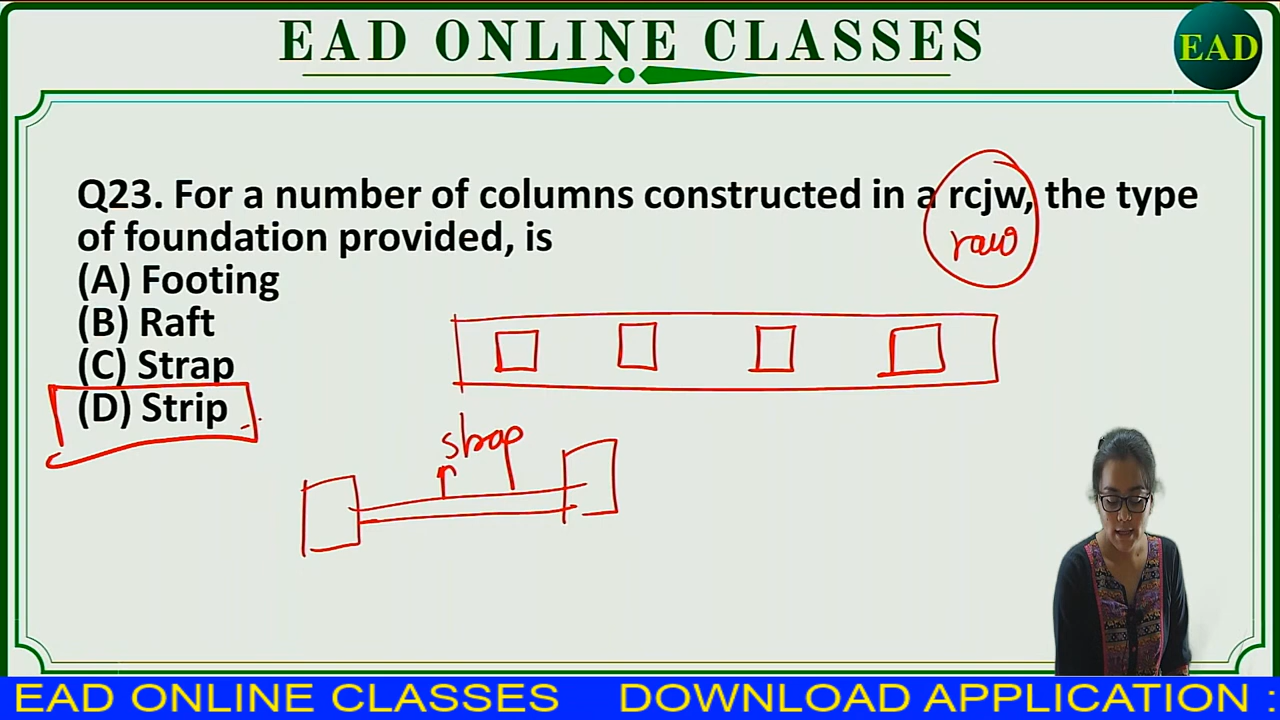 EAD ONLINE CLASSES
EAD
Q23. For a number of columns constructed in a rcjw, the type
of foundation provided, is
raw
(A) Footing
(B) Raft
(C) Strap
(D) Strip
strap
EAD ONLINE CLASSES DOWNLOAD APPLICATION :